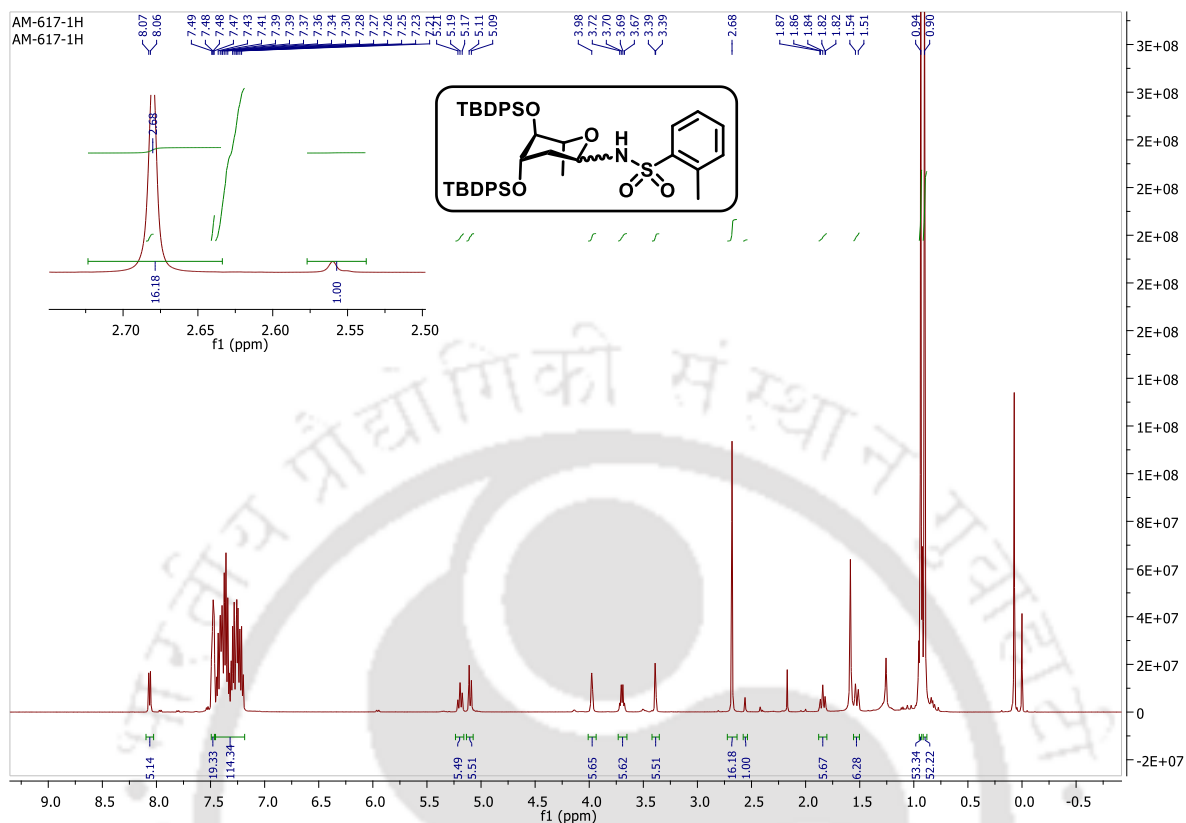 AM-617-1H
AM-617-1H
8.07
8.06
7.49
7.48
7.48
7.47
7.43
7.41
7.39
7.39
7.37
7.36
7.34
7.30
7.28
7.27
7.26
7.25
7.23
7.21
5.21
5.19
5.17
5.11
5.09
3.98
3.72
3.70
3.69
3.67
3.39
3.39
2.68
1.87
1.86
1.84
1.82
1.82
1.54
1.51
0.94
0.90
2.68
16.18
1.00
2.70 2.65 2.60 2.55 2.50
f1 (ppm)
TBDPSO
O
H
N
S
O O
TBDPSO
3E+08
3E+08
2E+08
2E+08
2E+08
2E+08
2E+08
1E+08
1E+08
1E+08
8E+07
6E+07
4E+07
2E+07
0
-2E+07
भारतीय प्रौद्योगिकी संस्थान गुवाहाटी
5.14
19.33
114.34
5.49
5.51
5.65
5.62
5.51
16.18
1.00
5.67
6.28
53.34
52.22
9.0 8.5 8.0 7.5 7.0 6.5 6.0 5.5 5.0 4.5 4.0 3.5 3.0 2.5 2.0 1.5 1.0 0.5 0.0 -0.5
f1 (ppm)